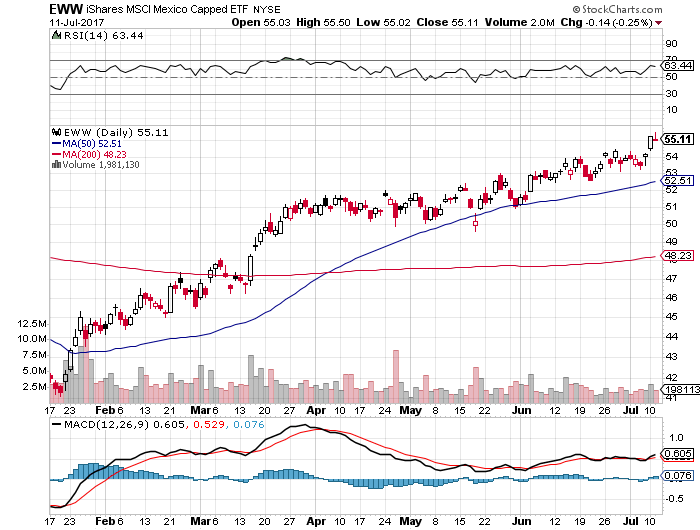 EWW iShares MSCI Mexico Capped ETF NYSE © StockCharts.com
11-Jul-2017 Open 55.03 High 55.50 Low 55.02 Close 55.11 Volume 2.0M Chg -0.14 (-0.25%)
RSI(14) 63.44
90
70
63.44
50
30
10
EWW (Daily) 55.11
MA(50) 52.51
MA(200) 48.23
Volume 1,981,130
55.11
54
53
52.51
52
51
50
49
48.23
47
46
45
44
43
42
41
12.5M
10.0M
7.5M
5.0M
2.5M
198113
17 23 Feb 6 13 21 Mar 6 13 20 27 Apr 10 17 24 May 8 15 22 Jun 12 19 26 Jul 10
MACD(12,26,9) 0.605, 0.529, 0.076
1.0
0.605
0.076
-0.5
17 23 Feb 6 13 21 Mar 6 13 20 27 Apr 10 17 24 May 8 15 22 Jun 12 19 26 Jul 10